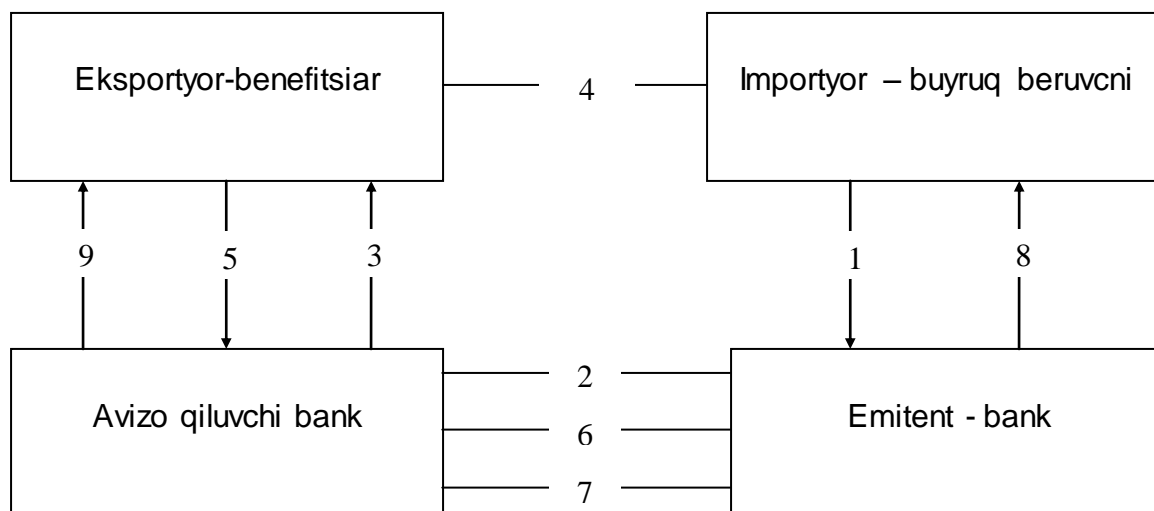 Eksportyor-benefitsiar
Importyor – buyruq beruvcni
4
9
5
3
1
8
2
Avizo qiluvchi bank
Emitent - bank
6
7